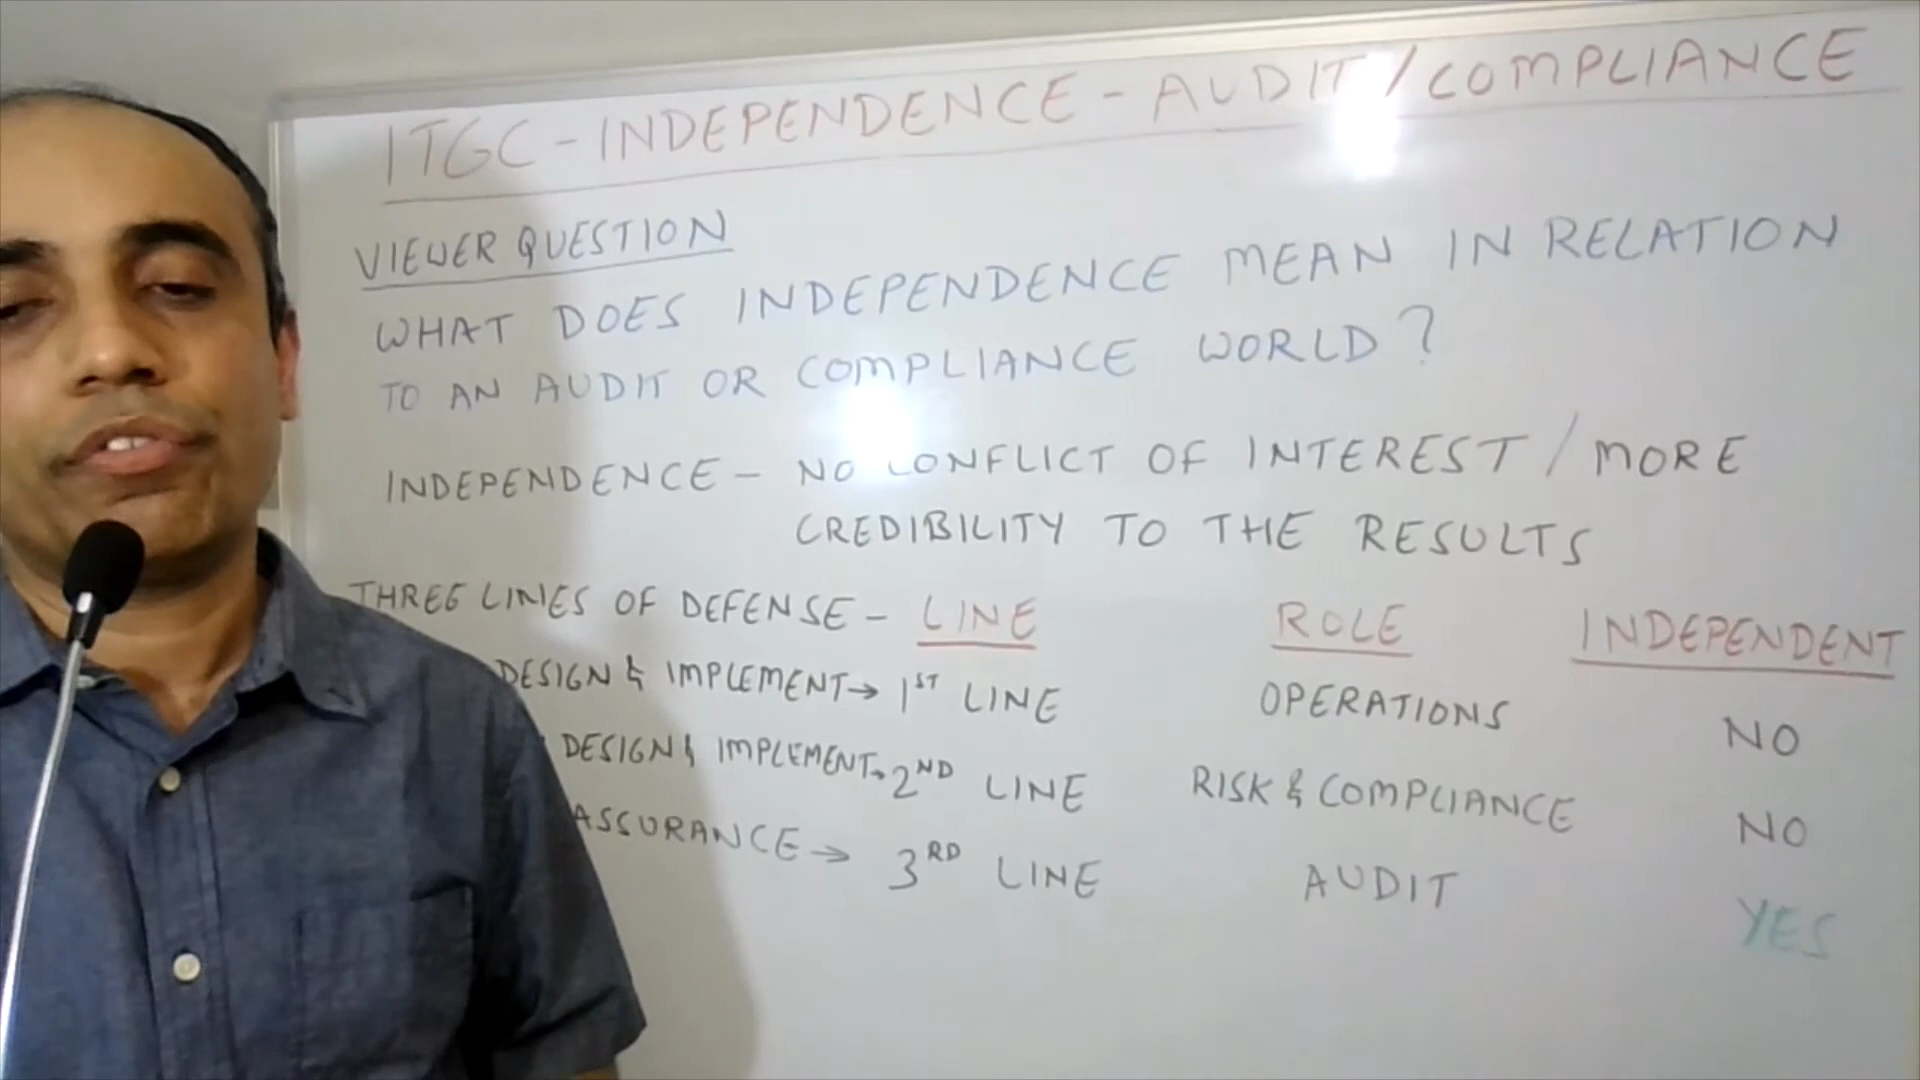 ITGC - INDEPENDENCE - AUDIT / COMPLIANCE
VIEWER QUESTION
WHAT DOES INDEPENDENCE MEAN IN RELATION
TO AN AUDIT OR COMPLIANCE WORLD?
INDEPENDENCE - NO CONFLICT OF INTEREST / MORE
CREDIBILITY TO THE RESULTS
THREE LINES OF DEFENSE - LINE ROLE INDEPENDENT
DESIGN & IMPLEMENT → 1ST LINE OPERATIONS NO
DESIGN & IMPLEMENT → 2ND LINE RISK & COMPLIANCE NO
ASSURANCE → 3RD LINE AUDIT YES